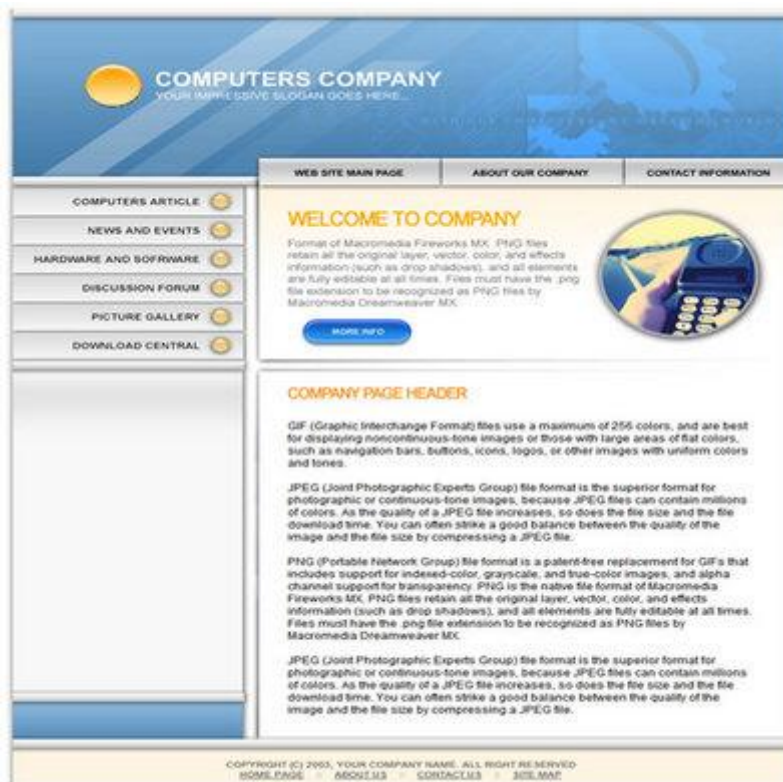 COMPUTERS COMPANY
YOUR IMPRESSIVE SLOGAN GOES HERE...
WEB SITE MAIN PAGE
ABOUT OUR COMPANY
CONTACT INFORMATION
COMPUTERS ARTICLE
NEWS AND EVENTS
HARDWARE AND SOFRWARE
DISCUSSION FORUM
PICTURE GALLERY
DOWNLOAD CENTRAL
WELCOME TO COMPANY
Format of Macromedia Fireworks MX. PNG files
retain all the original layer, vector, color, and effects
information (such as drop shadows), and all elements
are fully editable at all times. Files must have the .png
file extension to be recognized as PNG files by
Macromedia Dreamweaver MX.
MORE INFO
COMPANY PAGE HEADER
GIF (Graphic Interchange Format) files use a maximum of 256 colors, and are best
for displaying noncontinuous-tone images or those with large areas of flat colors,
such as navigation bars, buttons, icons, logos, or other images with uniform colors
and tones.
JPEG (Joint Photographic Experts Group) file format is the superior format for
photographic or continuous-tone images, because JPEG files can contain millions
of colors. As the quality of a JPEG file increases, so does the file size and the file
download time. You can often strike a good balance between the quality of the
image and the file size by compressing a JPEG file.
PNG (Portable Network Group) file format is a patent-free replacement for GIFs that
includes support for indexed-color, grayscale, and true-color images, and alpha
channel support for transparency. PNG is the native file format of Macromedia
Fireworks MX. PNG files retain all the original layer, vector, color, and effects
information (such as drop shadows), and all elements are fully editable at all times.
Files must have the .png file extension to be recognized as PNG files by
Macromedia Dreamweaver MX.
JPEG (Joint Photographic Experts Group) file format is the superior format for
photographic or continuous-tone images, because JPEG files can contain millions
of colors. As the quality of a JPEG file increases, so does the file size and the file
download time. You can often strike a good balance between the quality of the
image and the file size by compressing a JPEG file.
COPYRIGHT (C) 2003, YOUR COMPANY NAME. ALL RIGHT RESERVED
HOME PAGE : ABOUT US : CONTACT US : SITE MAP